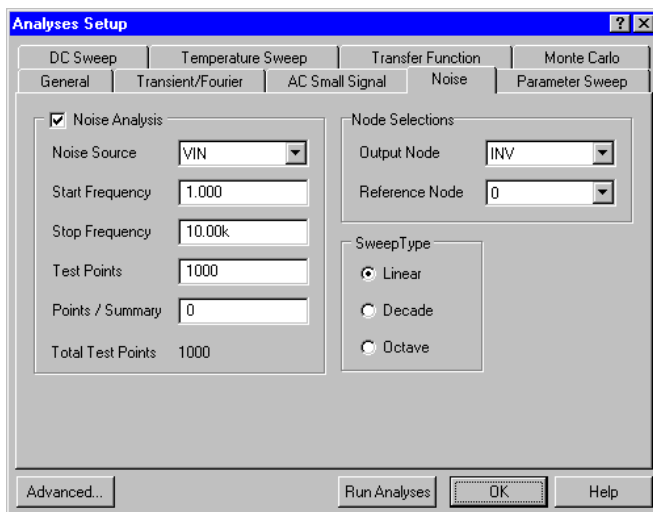 Analyses Setup
DC Sweep Temperature Sweep Transfer Function Monte Carlo
General Transient/Fourier AC Small Signal Noise Parameter Sweep
Noise Analysis
Noise Source VIN
Start Frequency 1.000
Stop Frequency 10.00k
Test Points 1000
Points / Summary 0
Total Test Points 1000
Node Selections
Output Node INV
Reference Node 0
SweepType
Linear
Decade
Octave
Advanced... Run Analyses OK Help